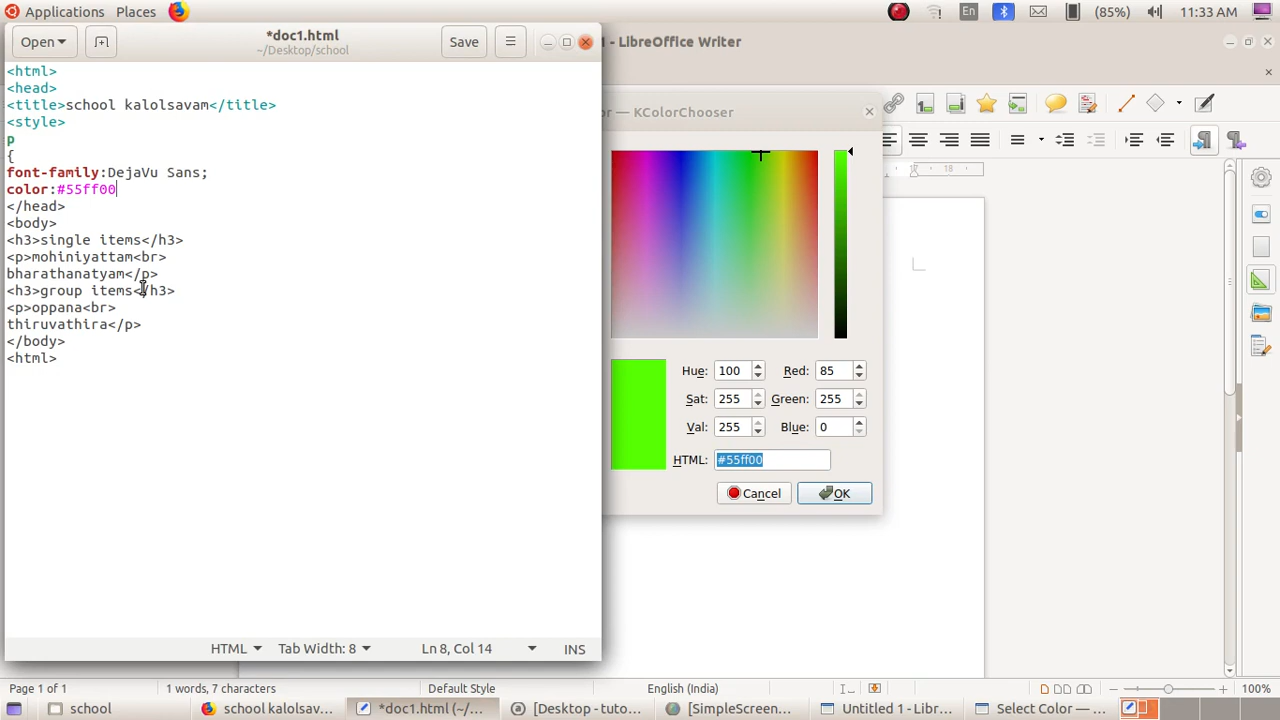 Applications Places En (85%) 11:33 AM
Open *doc1.html Save
~/Desktop/school
M - LibreOffice Writer
<html>
<head>
<title>school kalolsavam</title>
<style>
p
{
font-family:DejaVu Sans;
color:#55ff00
</head>
<body>
<h3>single items</h3>
<p>mohiniyattam<br>
bharathanatyam</p>
<h3>group items</h3>
<p>oppana<br>
thiruvathira</p>
</body>
<html>
HTML Tab Width: 8 Ln 8, Col 14 INS
or — KColorChooser
17 18
Hue: 100 Red: 85
Sat: 255 Green: 255
Val: 255 Blue: 0
HTML: #55ff00
Cancel OK
Page 1 of 1 1 words, 7 characters Default Style English (India) 100%
school school kalolsa... *doc1.html (~/... [Desktop - tuto... [SimpleScreen... Untitled 1 - Libr... Select Color — ...